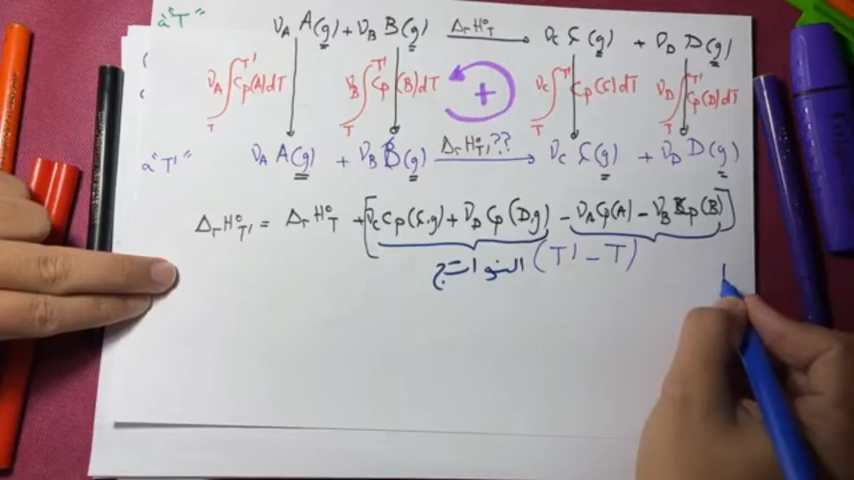 à "T"
νA A(g) + νB B(g) ΔrH°T νC C(g) + νD D(g)
νA ∫T T' Cp(A)dT νB ∫T T' Cp(B)dT + νC ∫T T' Cp(C)dT νD ∫T T' Cp(D)dT
à "T'" νA A(g) + νB B(g) ΔrH°T' ?? νC C(g) + νD D(g)
ΔrH°T' = ΔrH°T + [νC Cp(C,g) + νD Cp(D,g) − νA Cp(A) − νB Cp(B)]
النواتج (T' − T)